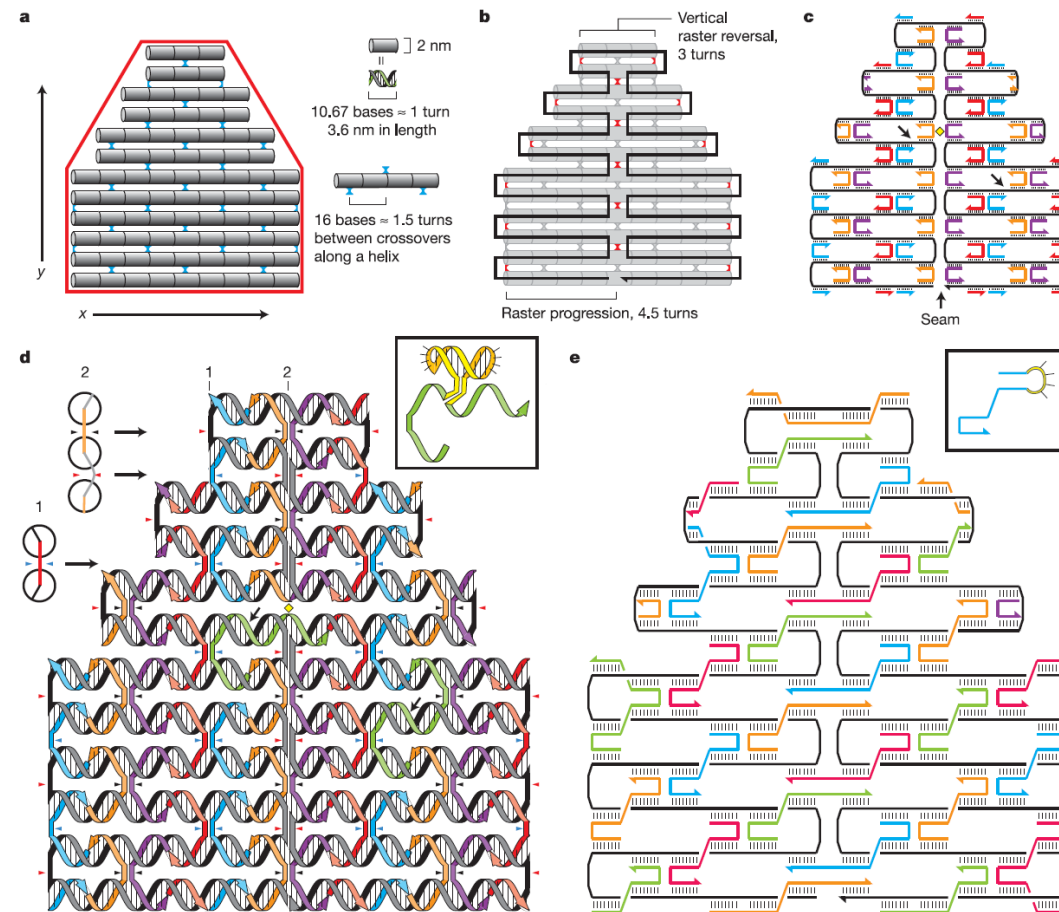 a
2 nm
10.67 bases ≈ 1 turn
3.6 nm in length
16 bases ≈ 1.5 turns
between crossovers
along a helix
y
x
b
Vertical
raster reversal,
3 turns
Raster progression, 4.5 turns
c
Seam
d
2
1
1
2
e